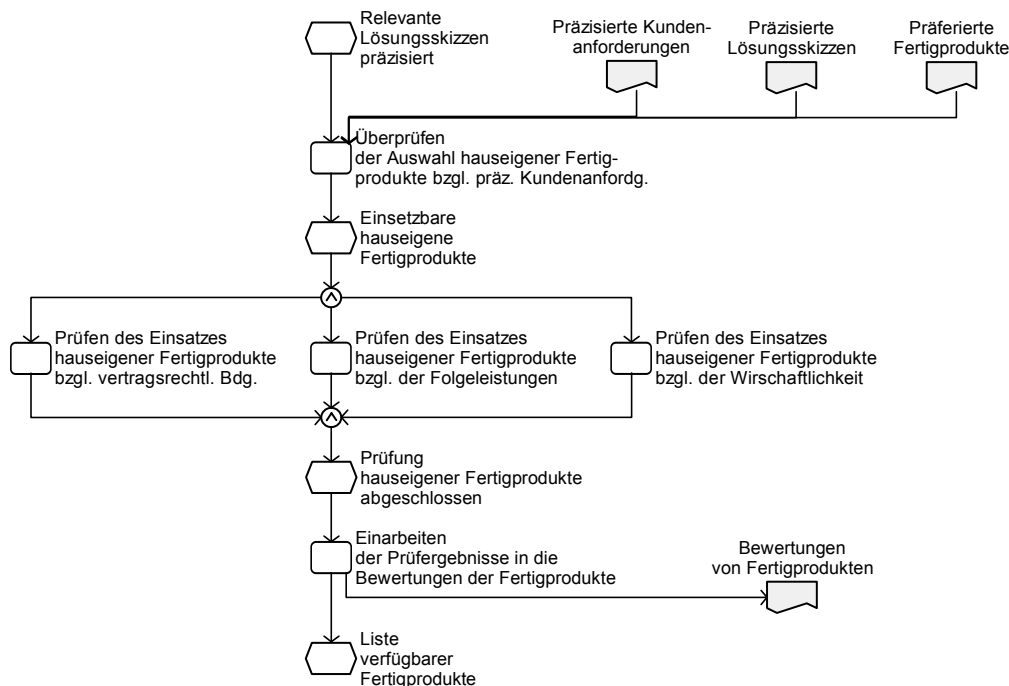 Relevante
Lösungsskizzen
präzisiert
Präzisierte Kunden-
anforderungen
Präzisierte
Lösungsskizzen
Präferierte
Fertigprodukte
Überprüfen
der Auswahl hauseigener Fertig-
produkte bzgl. präz. Kundenanfordg.
Einsetzbare
hauseigene
Fertigprodukte
Prüfen des Einsatzes
hauseigener Fertigprodukte
bzgl. vertragsrechtl. Bdg.
Prüfen des Einsatzes
hauseigener Fertigprodukte
bzgl. der Folgeleistungen
Prüfen des Einsatzes
hauseigener Fertigprodukte
bzgl. der Wirschaftlichkeit
Prüfung
hauseigener Fertigprodukte
abgeschlossen
Einarbeiten
der Prüfergebnisse in die
Bewertungen der Fertigprodukte
Bewertungen
von Fertigprodukten
Liste
verfügbarer
Fertigprodukte